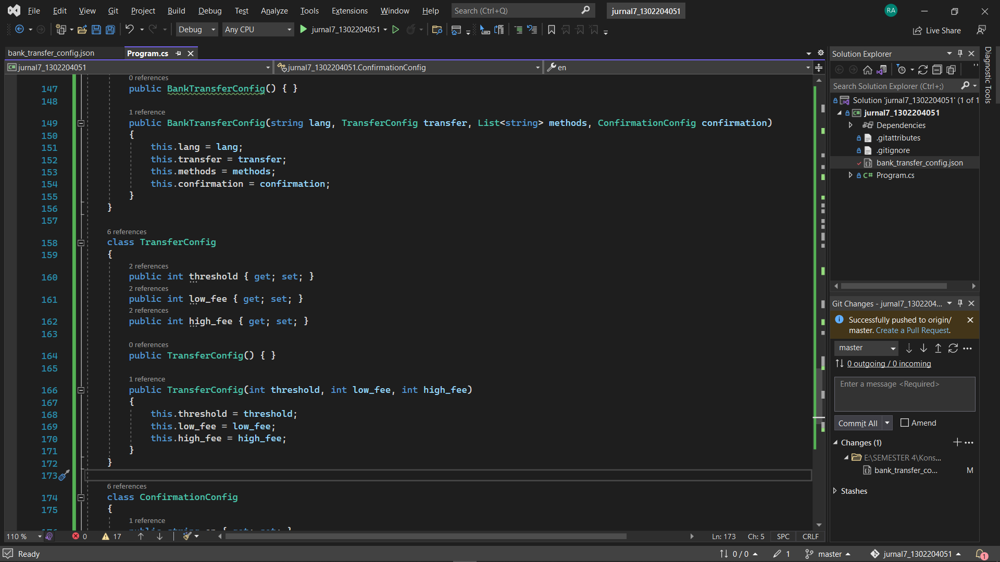 File Edit View Git Project Build Debug Test Analyze Tools Extensions Window Help Search (Ctrl+Q) jurnal7_1302204051 RA
Debug Any CPU jurnal7_1302204051 Live Share
bank_transfer_config.json Program.cs
jurnal7_1302204051 jurnal7_1302204051.ConfirmationConfig en
0 references
147 public BankTransferConfig() { }
148
1 reference
149 public BankTransferConfig(string lang, TransferConfig transfer, List<string> methods, ConfirmationConfig confirmation)
150 {
151 this.lang = lang;
152 this.transfer = transfer;
153 this.methods = methods;
154 this.confirmation = confirmation;
155 }
156 }
157
6 references
158 class TransferConfig
159 {
2 references
160 public int threshold { get; set; }
2 references
161 public int low_fee { get; set; }
2 references
162 public int high_fee { get; set; }
163
0 references
164 public TransferConfig() { }
165
1 reference
166 public TransferConfig(int threshold, int low_fee, int high_fee)
167 {
168 this.threshold = threshold;
169 this.low_fee = low_fee;
170 this.high_fee = high_fee;
171 }
172 }
173
6 references
174 class ConfirmationConfig
175 {
1 reference
110 % 0 17 Ln: 173 Ch: 5 SPC CRLF
Solution Explorer
Search Solution Explorer (Ctrl+;)
Solution 'jurnal7_1302204051' (1 of 1
C# jurnal7_1302204051
Dependencies
.gitattributes
.gitignore
bank_transfer_config.json
C# Program.cs
Git Changes - jurnal7_1302204...
Successfully pushed to origin/
master. Create a Pull Request.
master
0 outgoing / 0 incoming
Enter a message <Required>
Commit All Amend
Changes (1)
E:\SEMESTER 4\Kons...
bank_transfer_co... M
Stashes
Diagnostic Tools
Ready 0 / 0 1 master jurnal7_1302204051 1